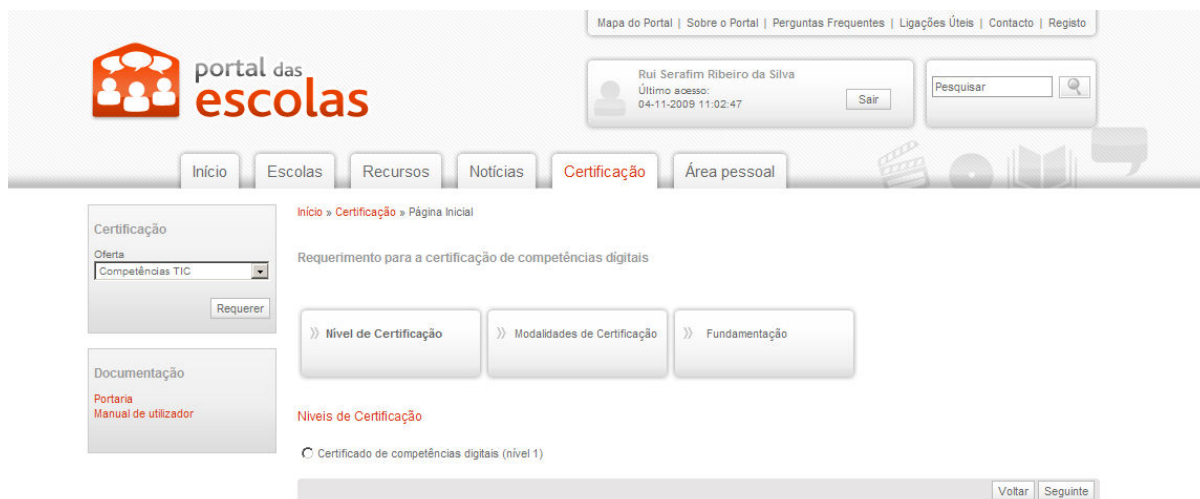 Mapa do Portal | Sobre o Portal | Perguntas Frequentes | Ligações Úteis | Contacto | Registo
portal das
escolas
Rui Serafim Ribeiro da Silva
Último acesso:
04-11-2009 11:02:47
Sair
Pesquisar
Início Escolas Recursos Notícias Certificação Área pessoal
Certificação
Oferta
Competências TIC
Requerer
Documentação
Portaria
Manual de utilizador
Início » Certificação » Página Inicial
Requerimento para a certificação de competências dígitais
Nível de Certificação
Modalidades de Certificação
Fundamentação
Niveis de Certificação
Certificado de competências digitais (nível 1)
Voltar Seguinte